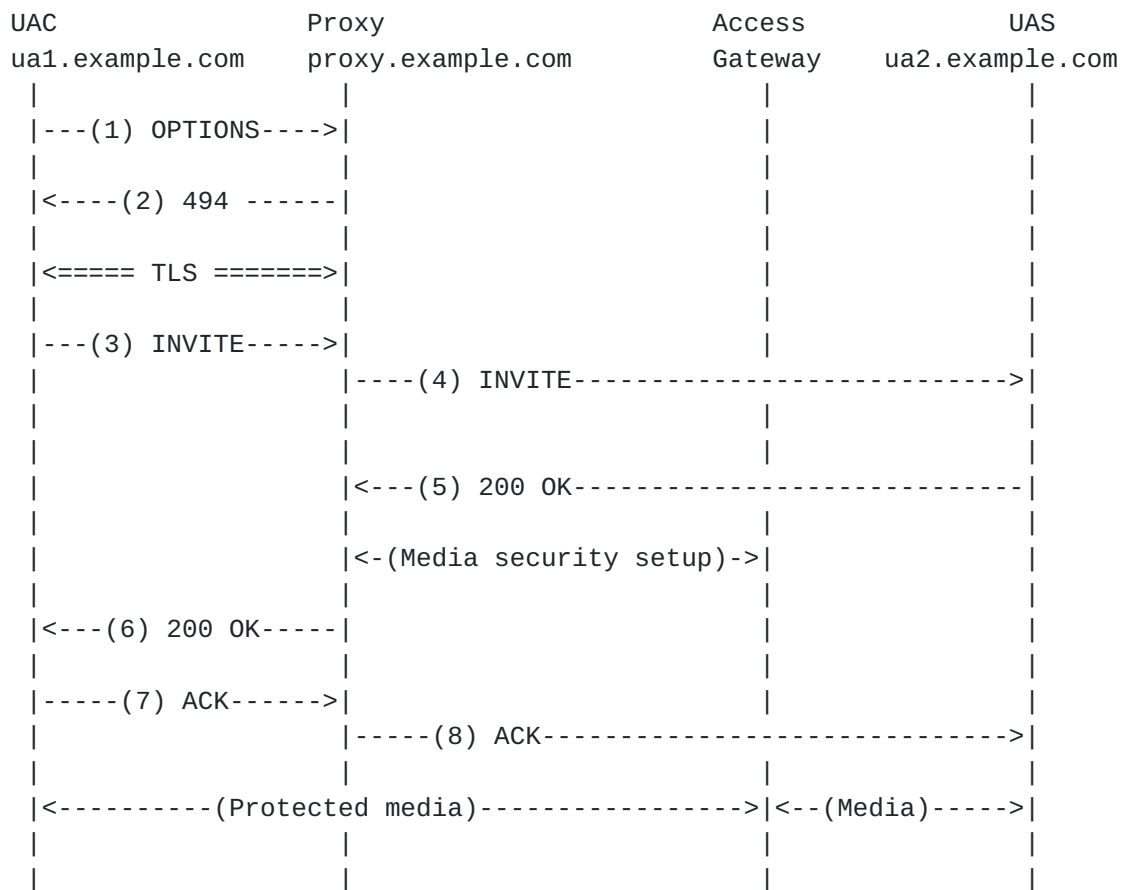 UAC Proxy Access UAS
ua1.example.com proxy.example.com Gateway ua2.example.com
|---(1) OPTIONS---->|
|<----(2) 494 ------|
|<===== TLS =======>|
|---(3) INVITE----->|
|----(4) INVITE---------------------------->|
|<---(5) 200 OK-----------------------------|
|<-(Media security setup)->|
|<---(6) 200 OK-----|
|-----(7) ACK------>|
|-----(8) ACK------------------------------>|
|<----------(Protected media)----------------->|<--(Media)----->|